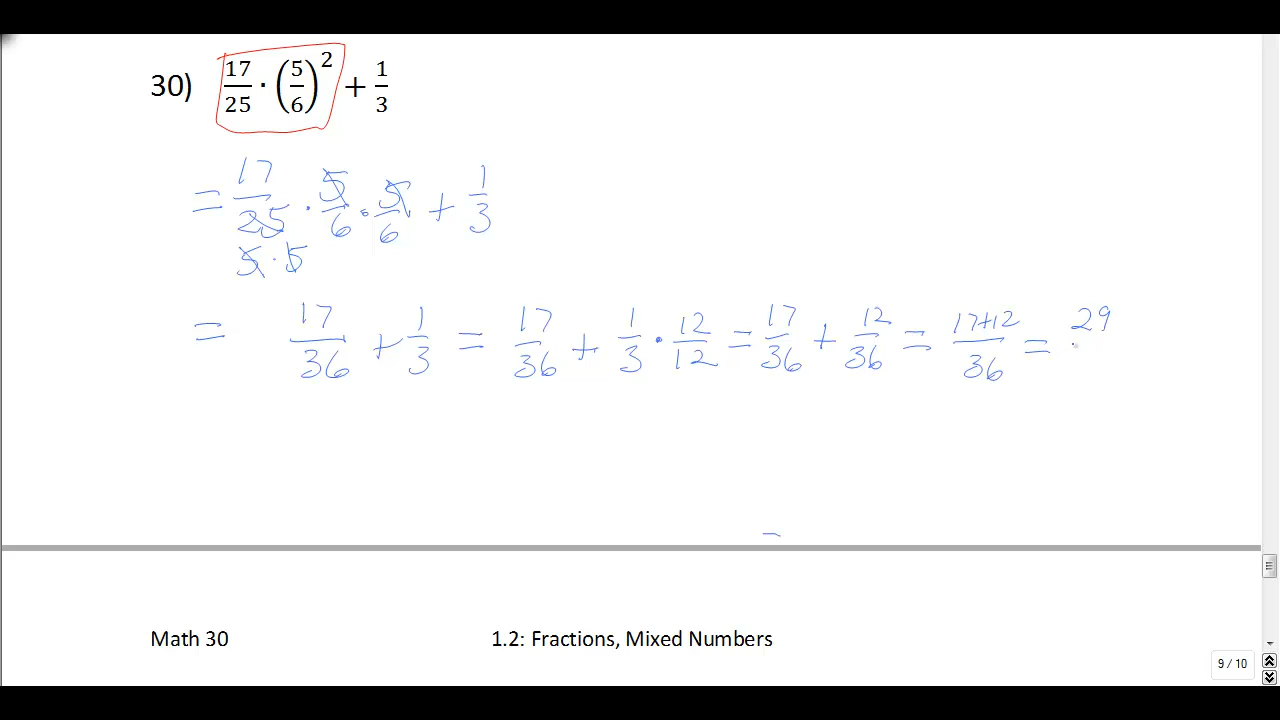 30) 17/25 · (5/6)² + 1/3
= 17/25 · 5/6 · 5/6 + 1/3
5 · 5
= 17/36 + 1/3 = 17/36 + 1/3 · 12/12 = 17/36 + 12/36 = 17+12/36 = 29
Math 30 1.2: Fractions, Mixed Numbers
9 / 10